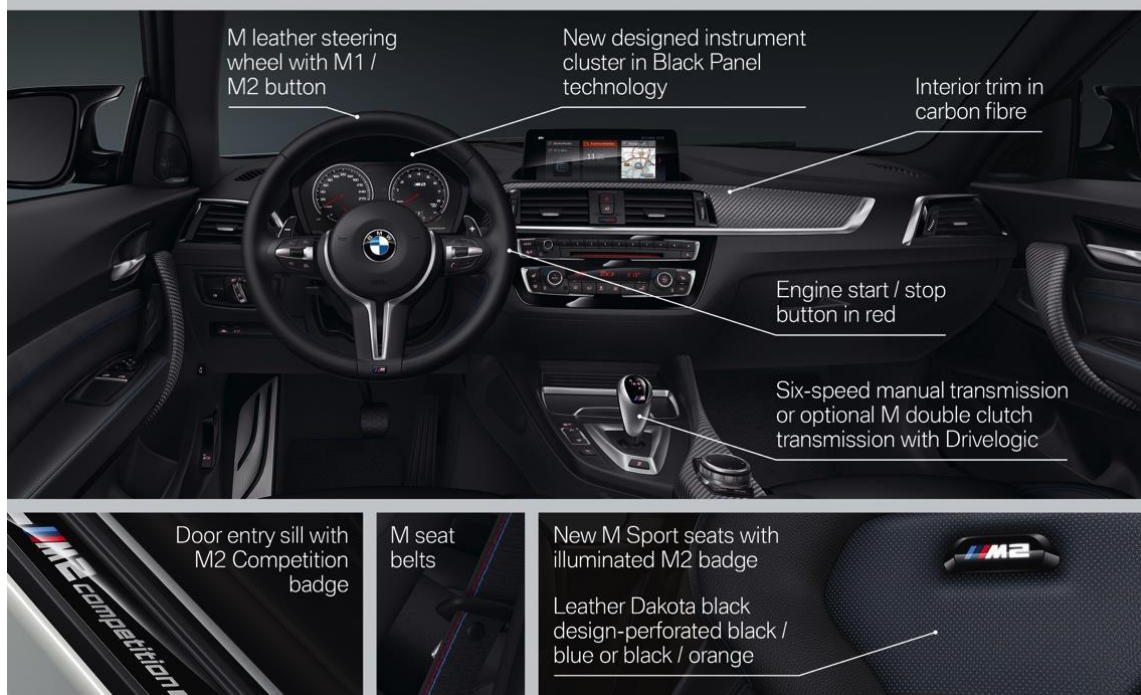 M leather steering
wheel with M1 /
M2 button
New designed instrument
cluster in Black Panel
technology
Interior trim in
carbon fibre
M2
BMW
Engine start / stop
button in red
Six-speed manual transmission
or optional M double clutch
transmission with Drivelogic
Door entry sill with
M2 Competition
badge
M2 Competition
M seat
belts
New M Sport seats with
illuminated M2 badge
M2
Leather Dakota black
design-perforated black /
blue or black / orange